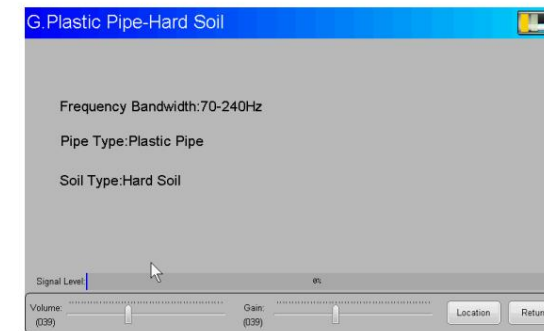 G.Plastic Pipe-Hard Soil
Frequency Bandwidth:70-240Hz
Pipe Type:Plastic Pipe
Soil Type:Hard Soil
Signal Level: 0%
Volume: Gain:
(039) (039)
Location Return